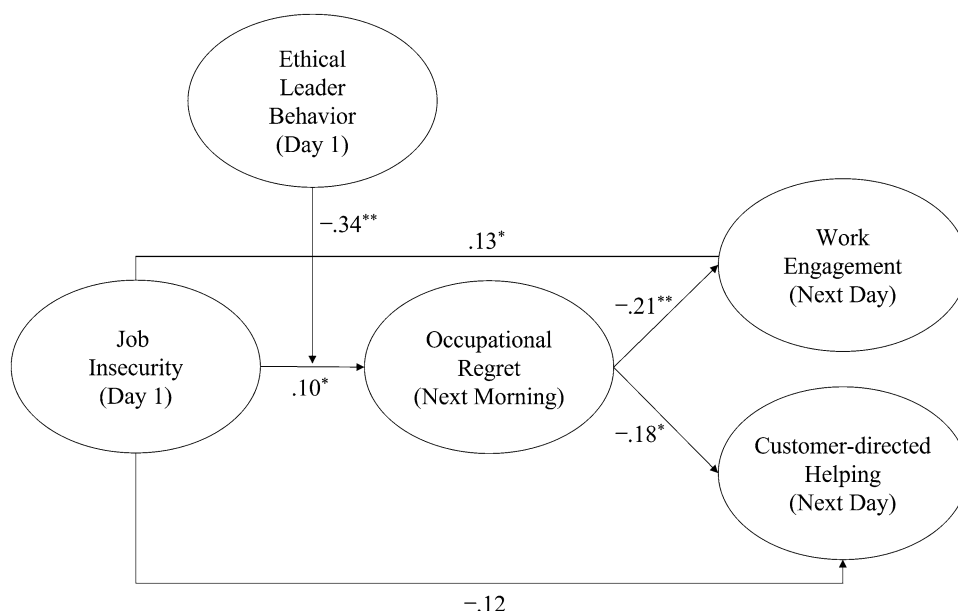 Ethical
Leader
Behavior
(Day 1)
−.34**
.13*
Work
Engagement
(Next Day)
−.21**
Job
Insecurity
(Day 1)
.10*
Occupational
Regret
(Next Morning)
−.18*
Customer-directed
Helping
(Next Day)
−.12